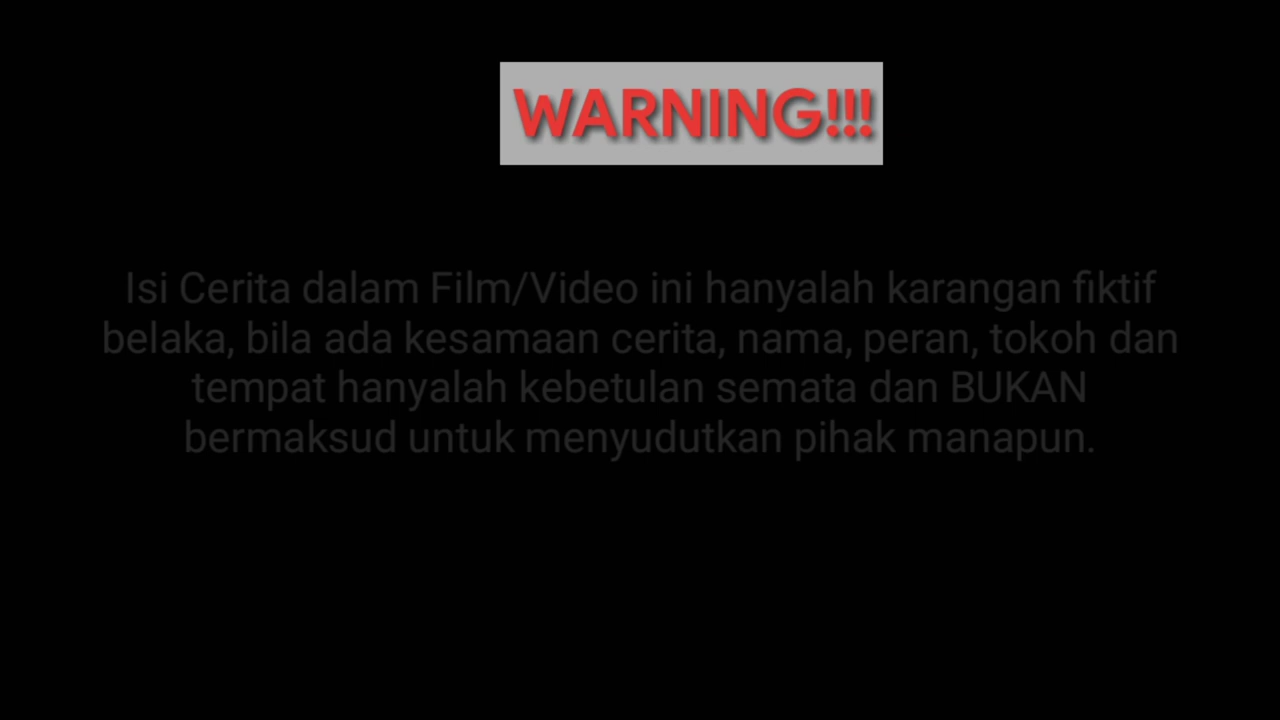 WARNING!!!
Isi Cerita dalam Film/Video ini hanyalah karangan fiktif
belaka, bila ada kesamaan cerita, nama, peran, tokoh dan
tempat hanyalah kebetulan semata dan BUKAN
bermaksud untuk menyudutkan pihak manapun.